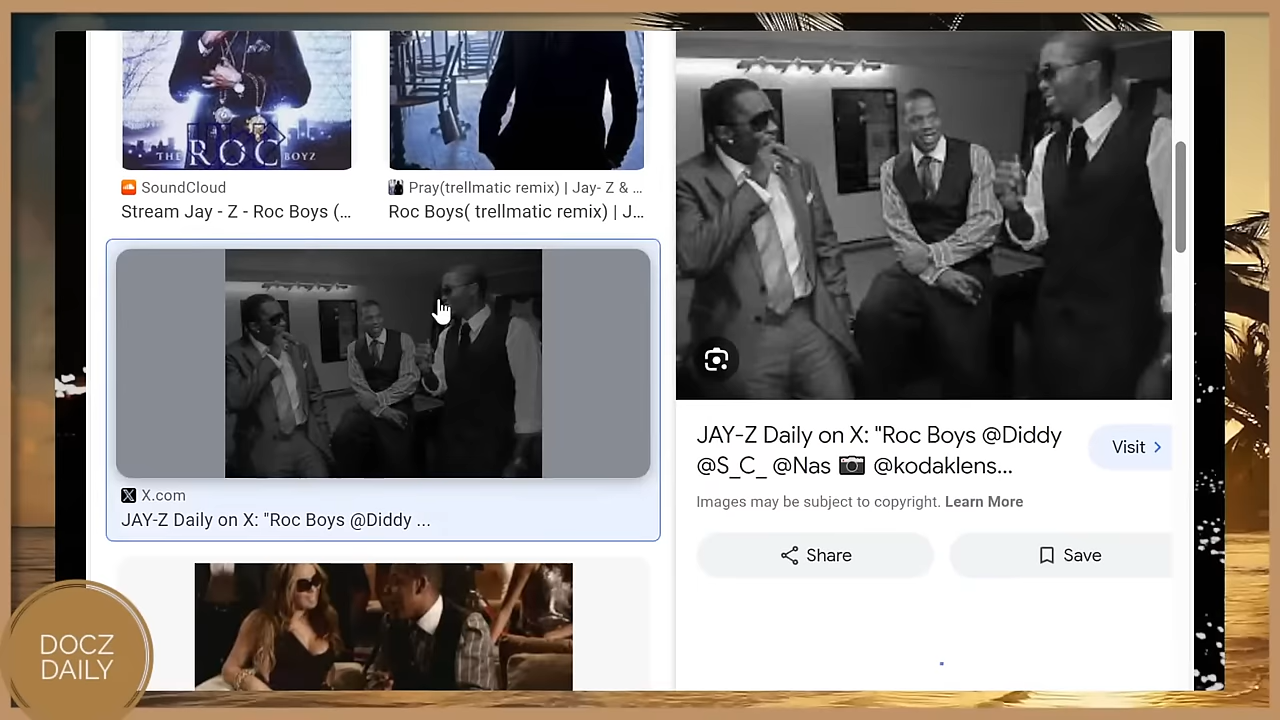 THE ROC BOYZ
SoundCloud
Stream Jay - Z - Roc Boys (...
Pray(trellmatic remix) | Jay- Z & ...
Roc Boys( trellmatic remix) | J...
X.com
JAY-Z Daily on X: "Roc Boys @Diddy ...
JAY-Z Daily on X: "Roc Boys @Diddy
@S_C_ @Nas 📷 @kodaklens...
Visit
Images may be subject to copyright. Learn More
Share
Save
DOCZ
DAILY